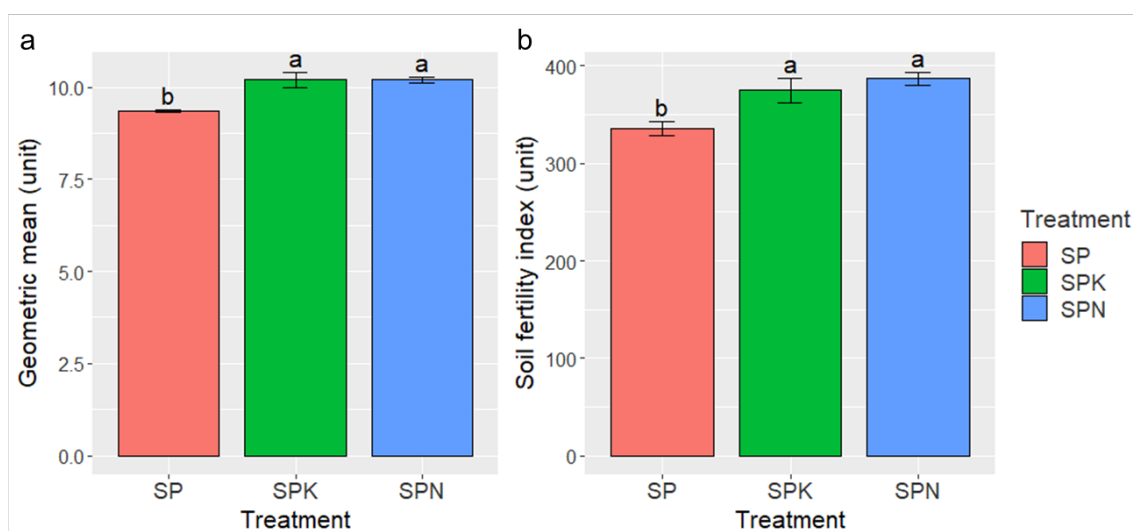 a
Geometric mean (unit)
10.0
7.5
5.0
2.5
0.0
b
a
a
SP
SPK
SPN
Treatment
b
Soil fertility index (unit)
400
300
200
100
0
b
a
a
SP
SPK
SPN
Treatment
Treatment
SP
SPK
SPN